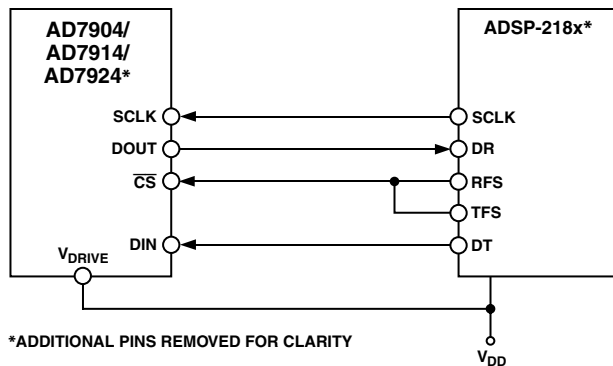 AD7904/
AD7914/
AD7924*
SCLK
DOUT
CS
DIN
VDRIVE
ADSP-218x*
SCLK
DR
RFS
TFS
DT
VDD
*ADDITIONAL PINS REMOVED FOR CLARITY